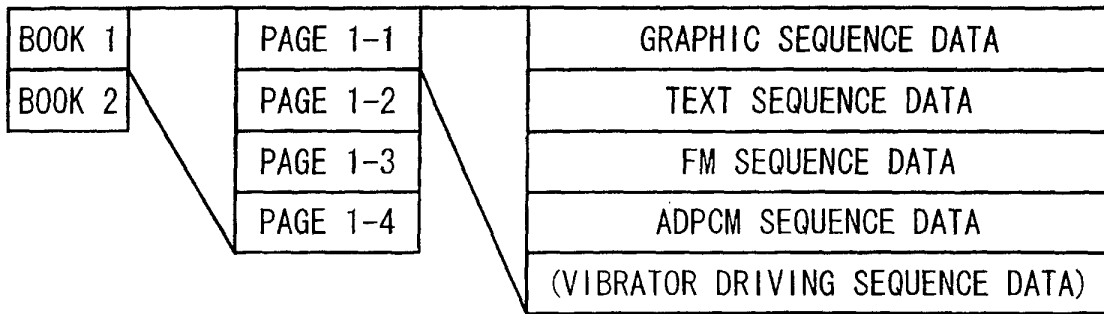 BOOK 1
BOOK 2
PAGE 1-1
PAGE 1-2
PAGE 1-3
PAGE 1-4
GRAPHIC SEQUENCE DATA
TEXT SEQUENCE DATA
FM SEQUENCE DATA
ADPCM SEQUENCE DATA
(VIBRATOR DRIVING SEQUENCE DATA)